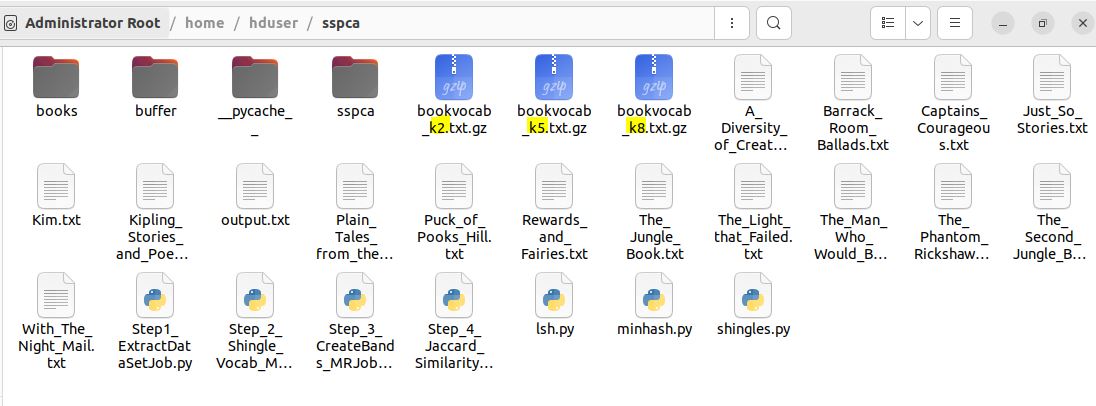 Administrator Root / home / hduser / sspca
books
buffer
__pycache_
_
sspca
bookvocab
_k2.txt.gz
bookvocab
_k5.txt.gz
bookvocab
_k8.txt.gz
A_
Diversity_
of_Creat…
Barrack_
Room_
Ballads.txt
Captains_
Courageou
s.txt
Just_So_
Stories.txt
Kim.txt
Kipling_
Stories_
and_Poe…
output.txt
Plain_
Tales_
from_the…
Puck_of_
Pooks_Hill.
txt
Rewards_
and_
Fairies.txt
The_
Jungle_
Book.txt
The_Light_
that_Failed.
txt
The_Man_
Who_
Would_B…
The_
Phantom_
Rickshaw…
The_
Second_
Jungle_B…
With_The_
Night_Mail.
txt
Step1_
ExtractDat
aSetJob.py
Step_2_
Shingle_
Vocab_M…
Step_3_
CreateBand
s_MRJob…
Step_4_
Jaccard_
Similarity…
lsh.py
minhash.py
shingles.py
gzip
gzip
gzip